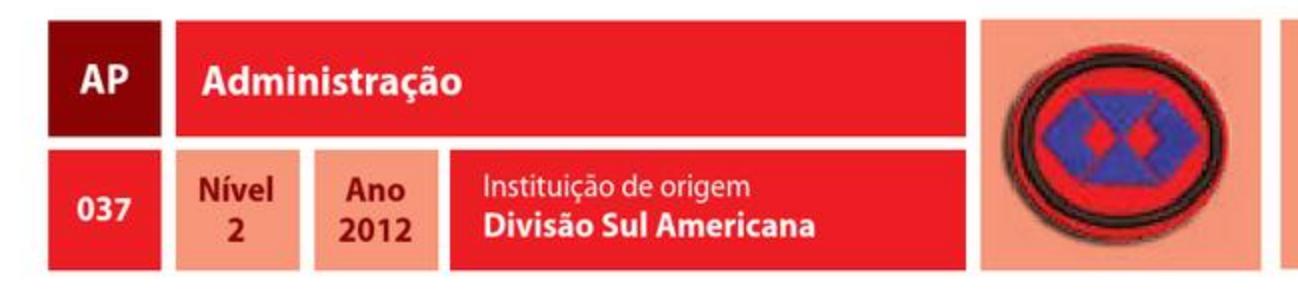 AP
Administração
037
Nível
2
Ano
2012
Instituição de origem
Divisão Sul Americana